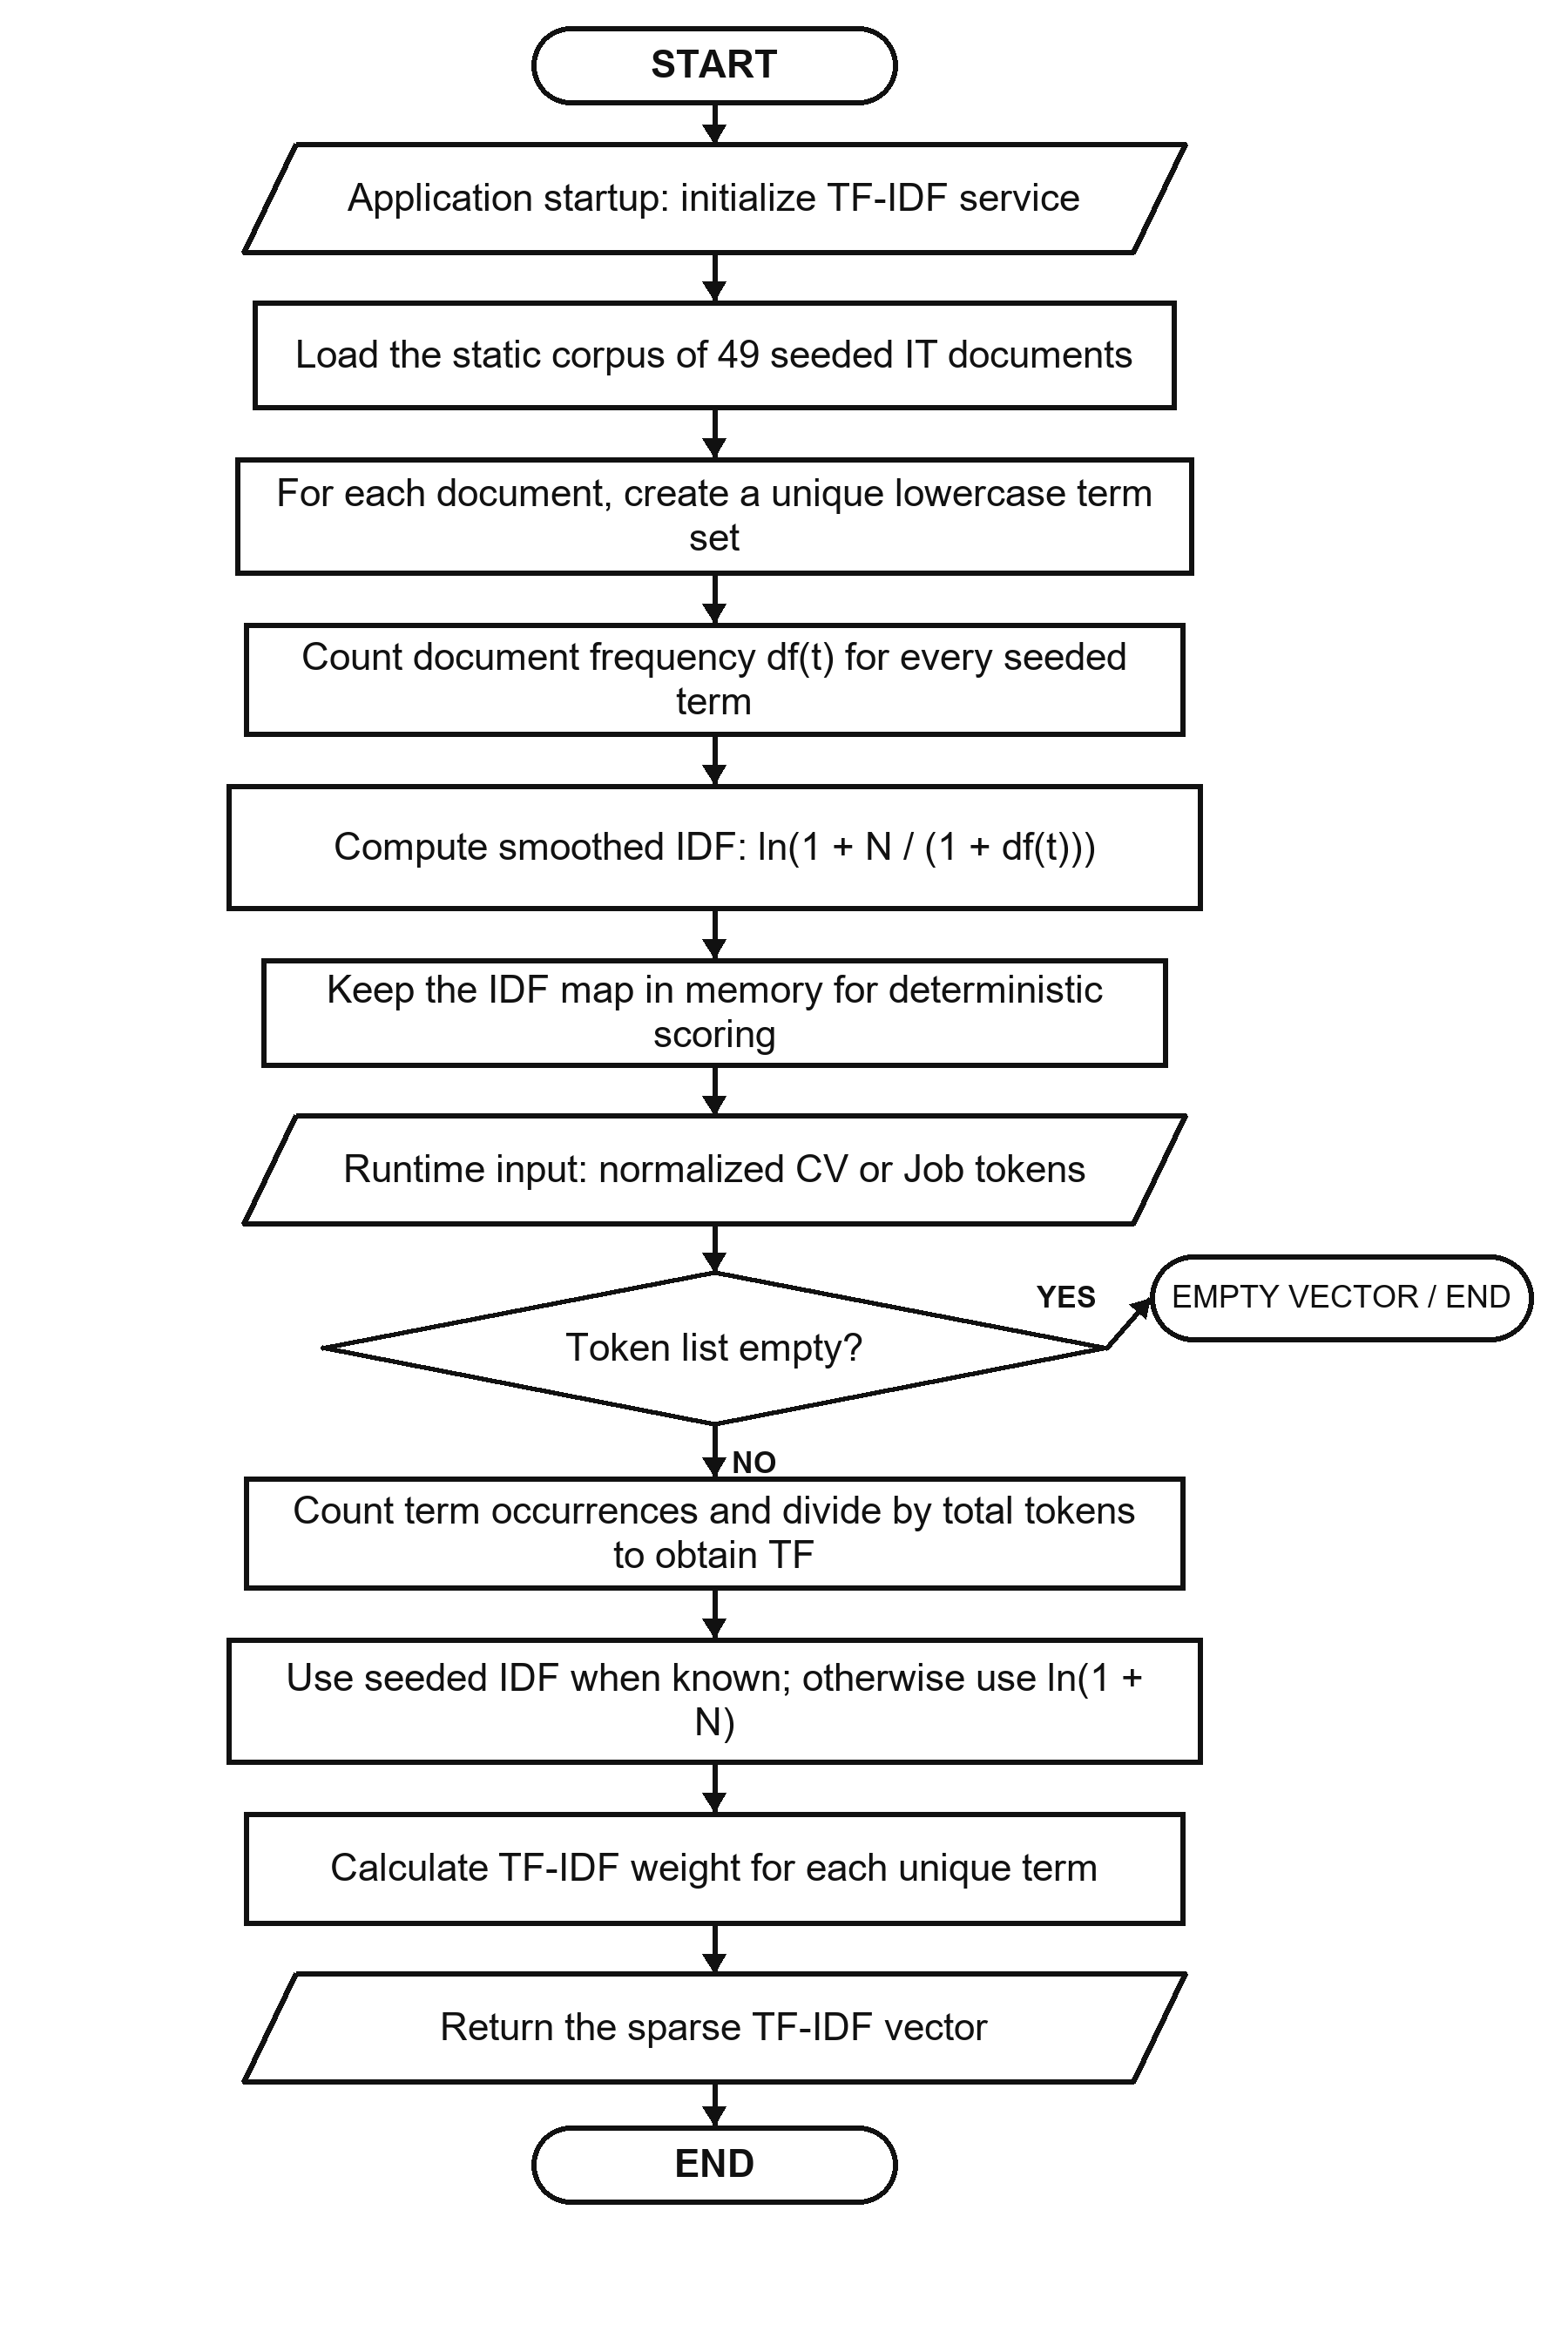 START
Application startup: initialize TF-IDF service
Load the static corpus of 49 seeded IT documents
For each document, create a unique lowercase term
set
Count document frequency df(t) for every seeded
term
Compute smoothed IDF: ln(1 + N / (1 + df(t)))
Keep the IDF map in memory for deterministic
scoring
Runtime input: normalized CV or Job tokens
Token list empty?
YES
EMPTY VECTOR / END
NO
Count term occurrences and divide by total tokens
to obtain TF
Use seeded IDF when known; otherwise use ln(1 +
N)
Calculate TF-IDF weight for each unique term
Return the sparse TF-IDF vector
END